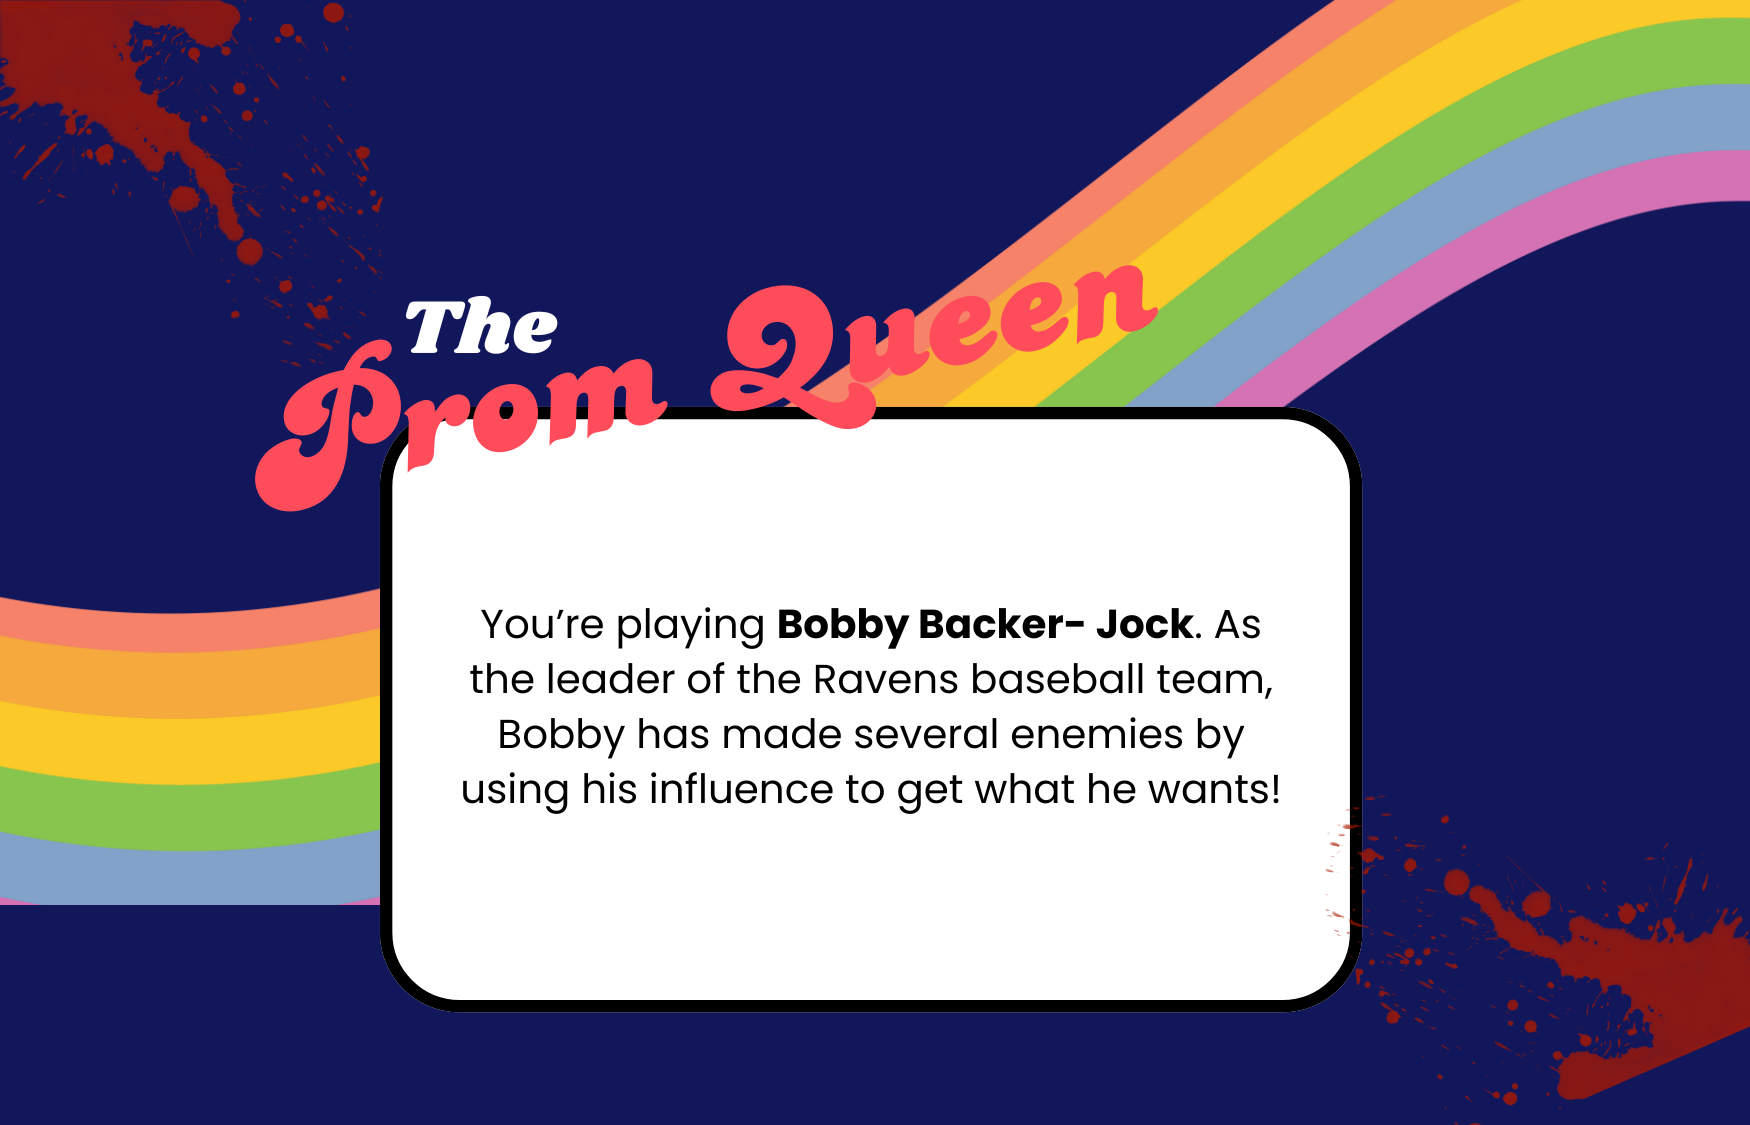 The
Prom Queen
You’re playing Bobby Backer- Jock. As
the leader of the Ravens baseball team,
Bobby has made several enemies by
using his influence to get what he wants!